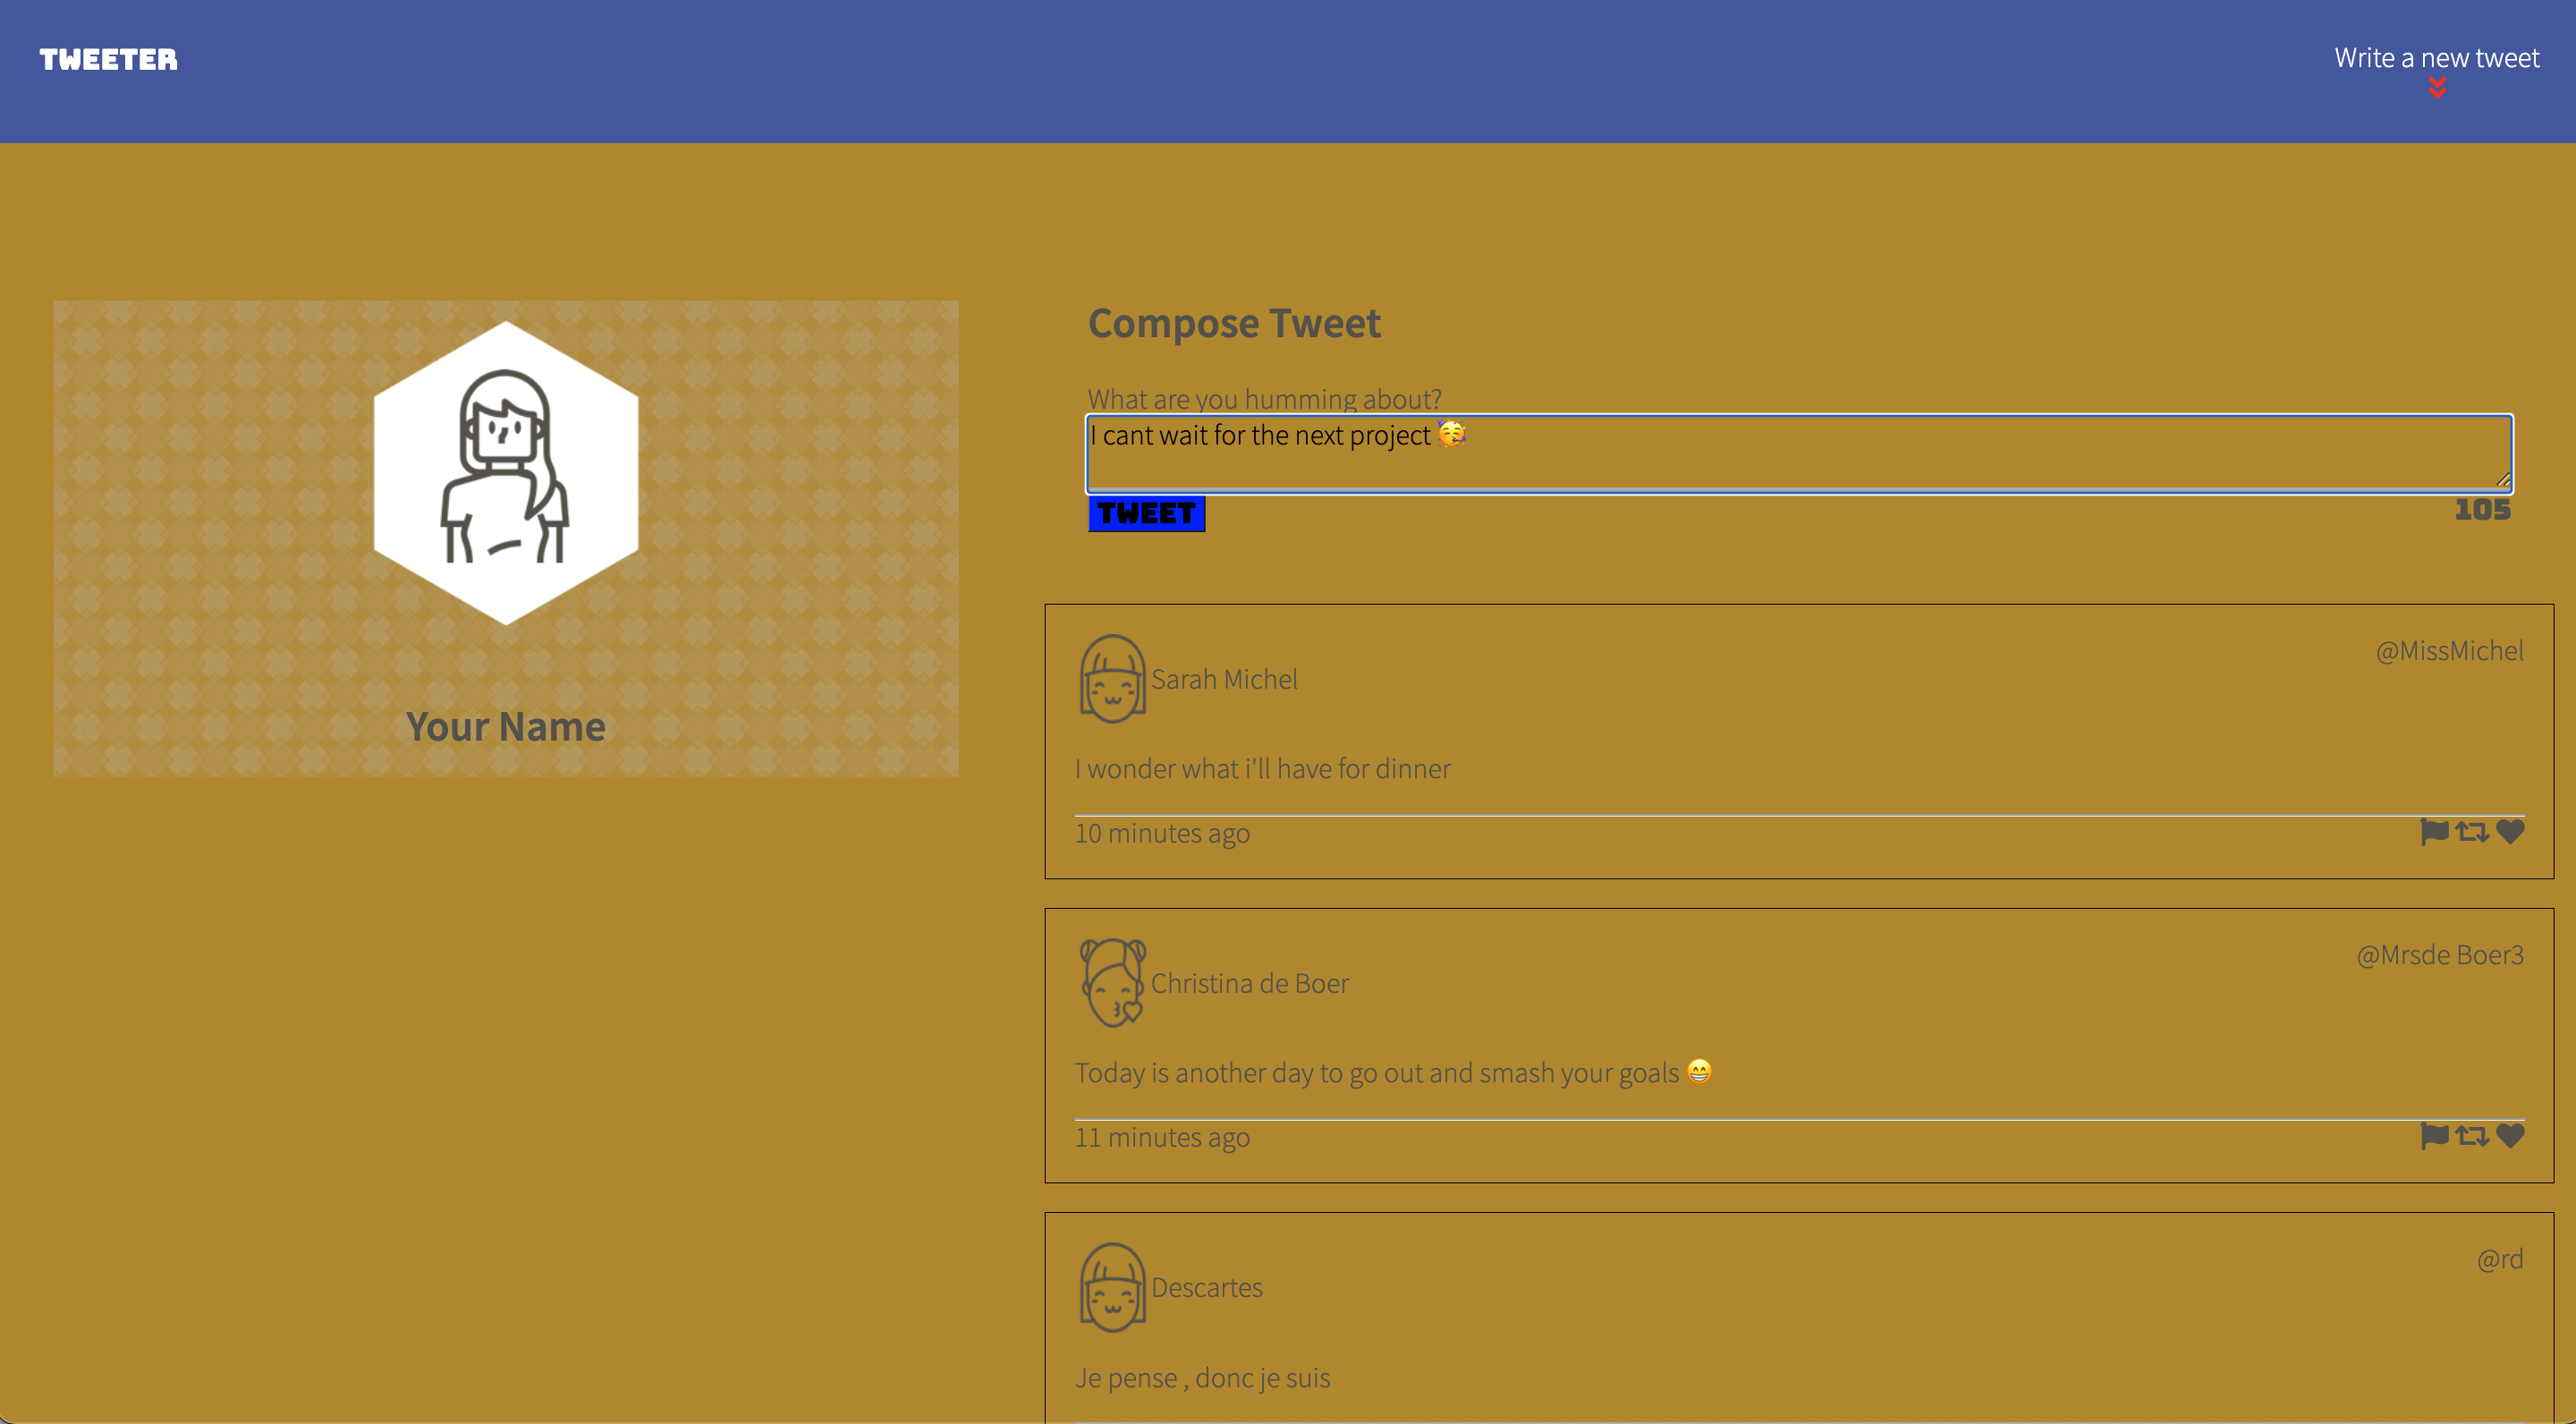 TWEETER
Write a new tweet
Your Name
Compose Tweet
What are you humming about?
I cant wait for the next project 🥳
TWEET
105
Sarah Michel
@MissMichel
I wonder what i'll have for dinner
10 minutes ago
Christina de Boer
@Mrsde Boer3
Today is another day to go out and smash your goals 😁
11 minutes ago
Descartes
@rd
Je pense , donc je suis